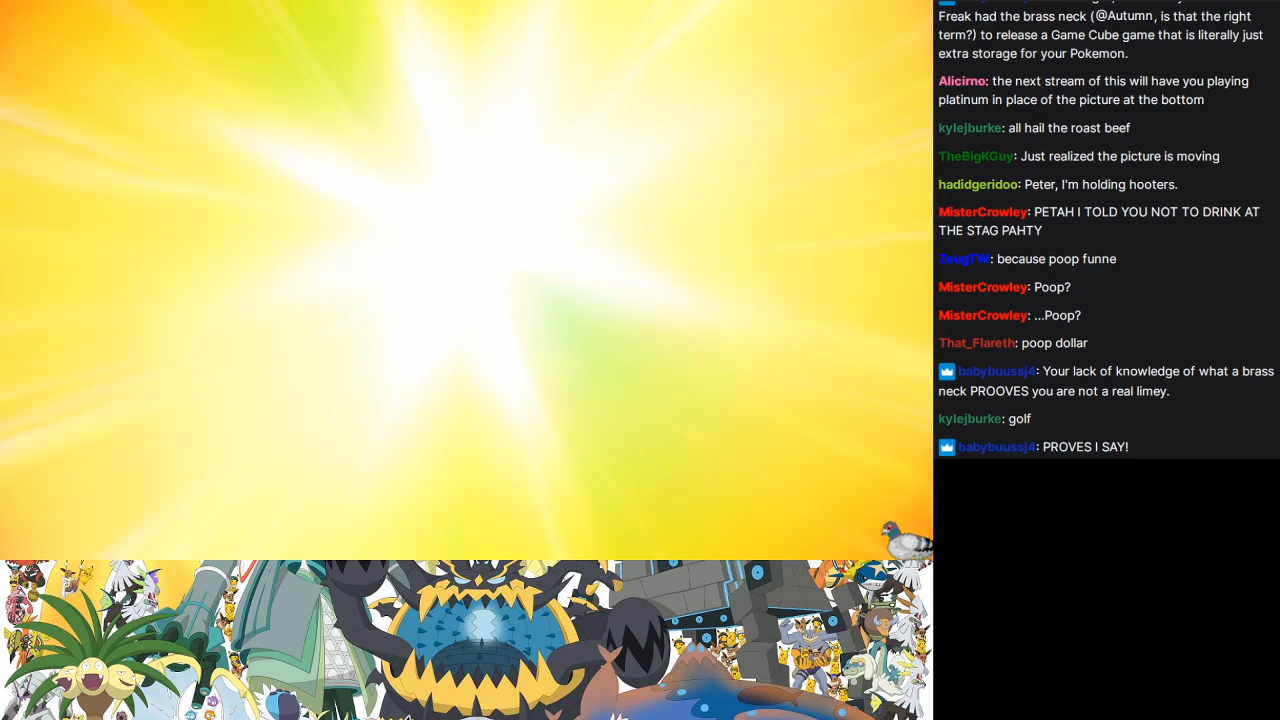 Freak had the brass neck (@Autumn, is that the right
term?) to release a Game Cube game that is literally just
extra storage for your Pokemon.
Alicirno: the next stream of this will have you playing
platinum in place of the picture at the bottom
kylejburke: all hail the roast beef
TheBigKGuy: Just realized the picture is moving
hadidgeridoo: Peter, I'm holding hooters.
MisterCrowley: PETAH I TOLD YOU NOT TO DRINK AT
THE STAG PAHTY
ZeugTW: because poop funne
MisterCrowley: Poop?
MisterCrowley: ...Poop?
That_Flareth: poop dollar
babybuussj4: Your lack of knowledge of what a brass
neck PROOVES you are not a real limey.
kylejburke: golf
babybuussj4: PROVES I SAY!